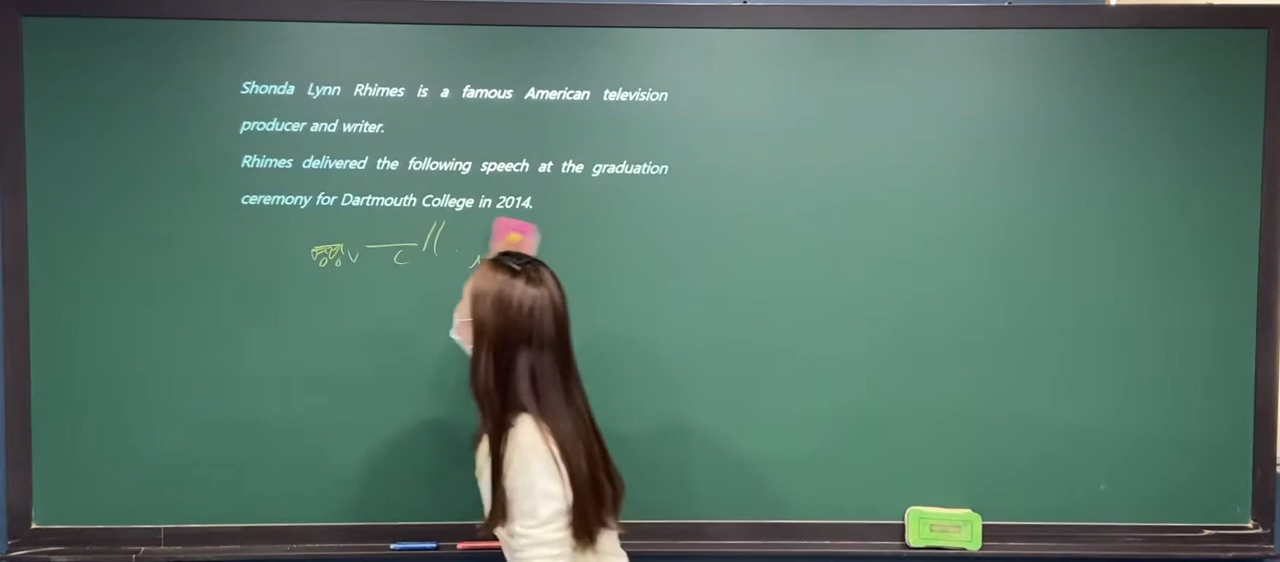 Shonda Lynn Rhimes is a famous American television
producer and writer.
Rhimes delivered the following speech at the graduation
ceremony for Dartmouth College in 2014.